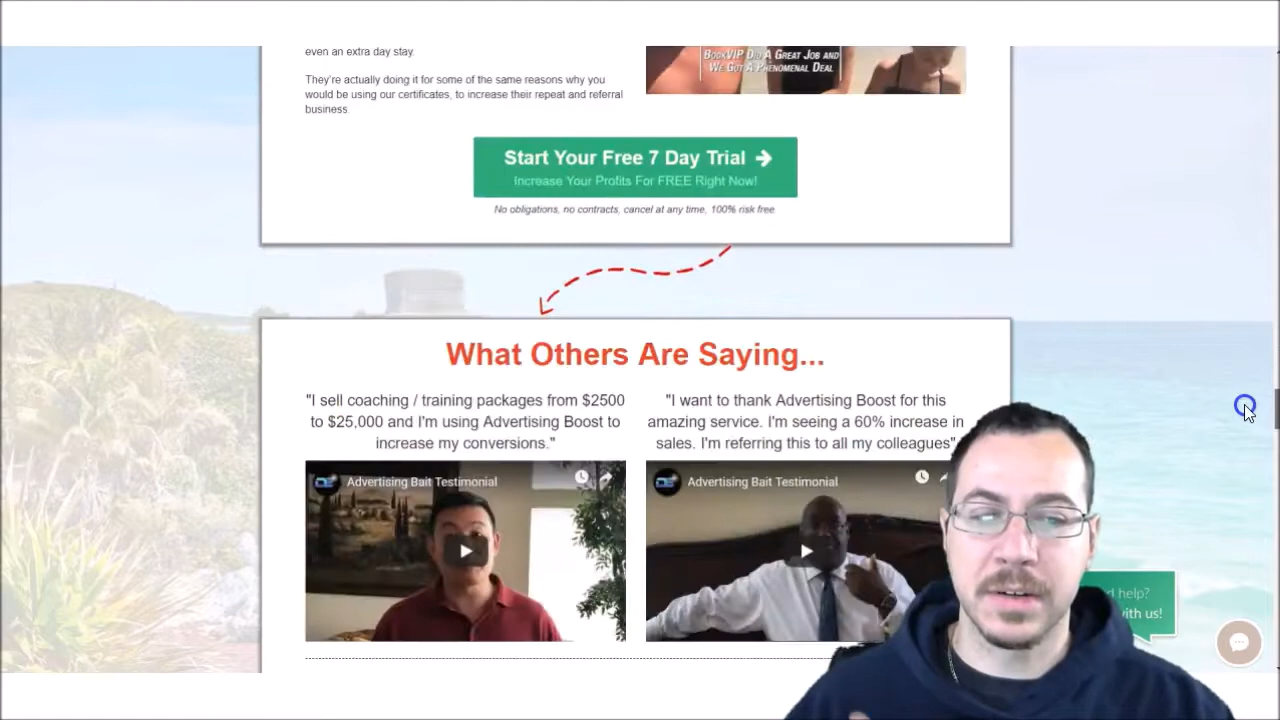 even an extra day stay.
They're actually doing it for some of the same reasons why you
would be using our certificates, to increase their repeat and referral
business.
BOOKVIP DID A GREAT JOB AND
WE GOT A PHENOMENAL DEAL
Start Your Free 7 Day Trial
Increase Your Profits For FREE Right Now!
No obligations, no contracts, cancel at any time, 100% risk free.
What Others Are Saying...
"I sell coaching / training packages from $2500
to $25,000 and I'm using Advertising Boost to
increase my conversions."
"I want to thank Advertising Boost for this
amazing service. I'm seeing a 60% increase in
sales. I'm referring this to all my colleagues"
Advertising Bait Testimonial
Advertising Bait Testimonial
help?
with us!